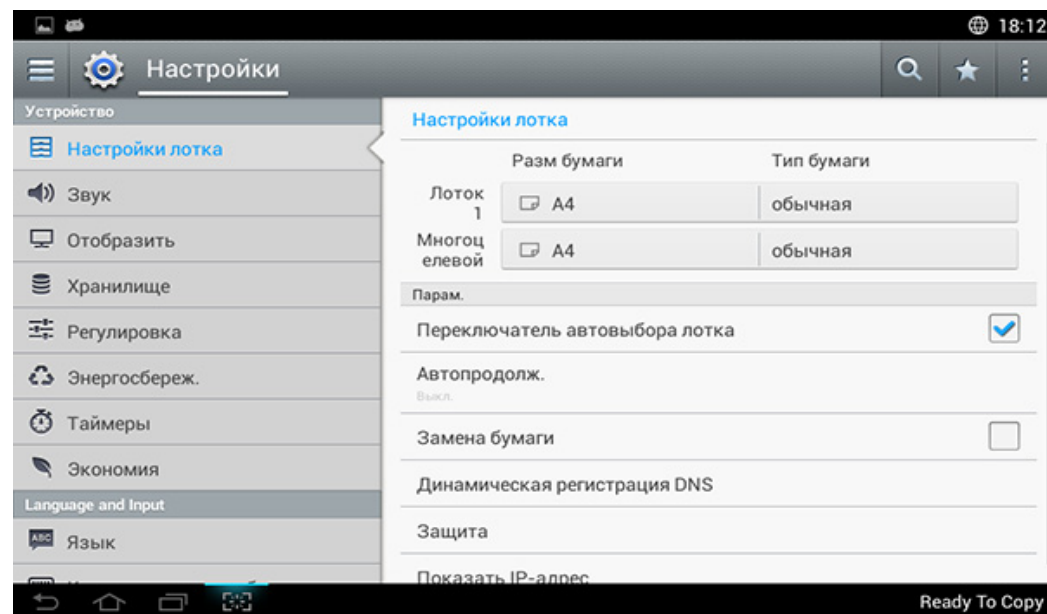 18:12
Настройки
Устройство
Настройки лотка
Звук
Отобразить
Хранилище
Регулировка
Энергосбереж.
Таймеры
Экономия
Language and Input
ABC
Язык
Настройки лотка
Разм бумаги
Тип бумаги
Лоток
1
A4
обычная
Многоц
елевой
A4
обычная
Парам.
Переключатель автовыбора лотка
Автопродолж.
Выкл.
Замена бумаги
Динамическая регистрация DNS
Защита
Показать IP-адрес
Ready To Copy